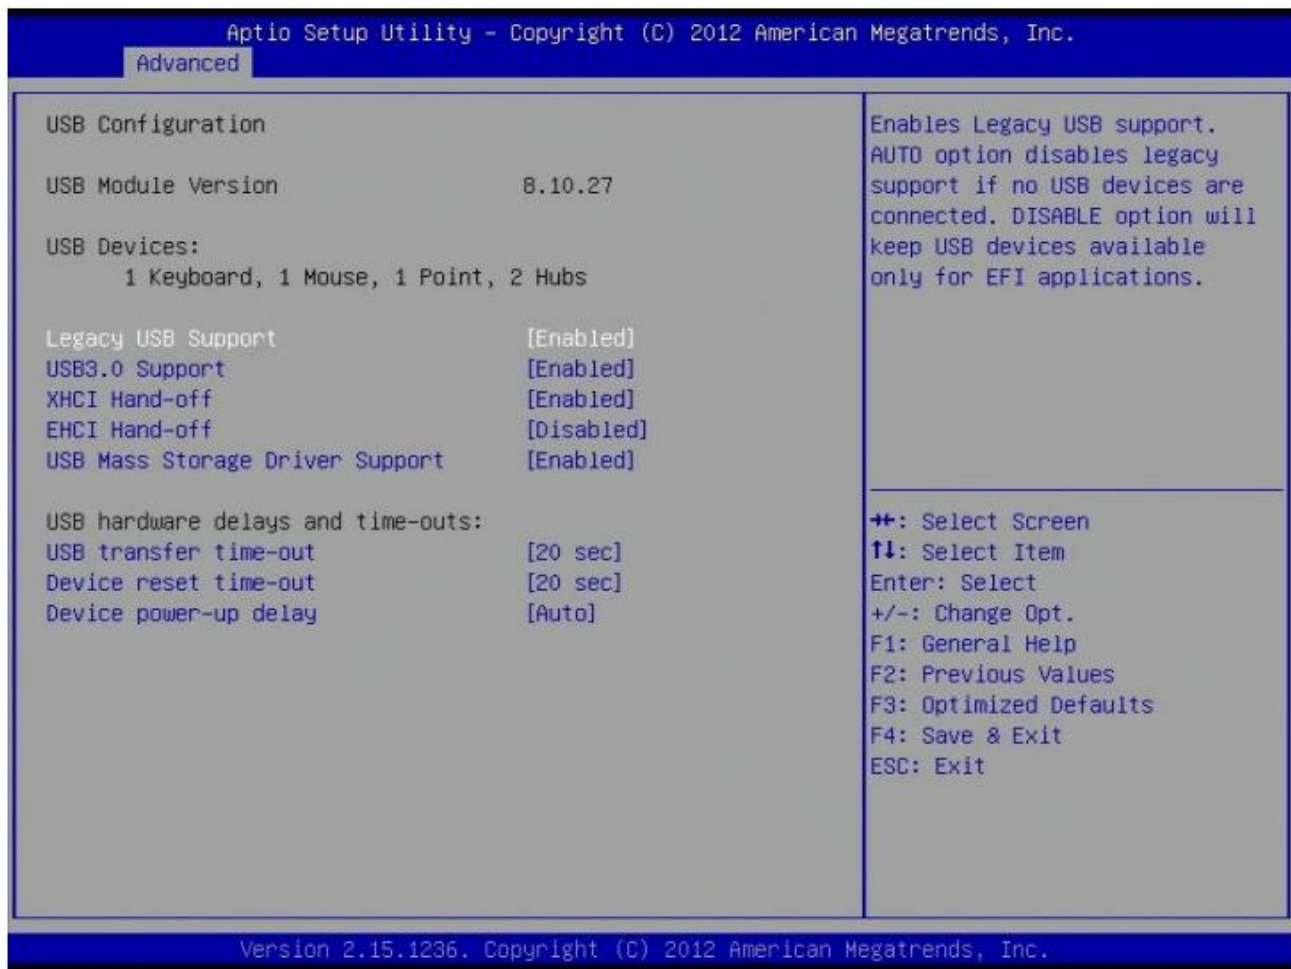 Aptio Setup Utility – Copyright (C) 2012 American Megatrends, Inc.
Advanced
USB Configuration
USB Module Version 8.10.27
USB Devices:
1 Keyboard, 1 Mouse, 1 Point, 2 Hubs
Legacy USB Support [Enabled]
USB3.0 Support [Enabled]
XHCI Hand-off [Enabled]
EHCI Hand-off [Disabled]
USB Mass Storage Driver Support [Enabled]
USB hardware delays and time-outs:
USB transfer time-out [20 sec]
Device reset time-out [20 sec]
Device power-up delay [Auto]
Enables Legacy USB support.
AUTO option disables legacy
support if no USB devices are
connected. DISABLE option will
keep USB devices available
only for EFI applications.
→←: Select Screen
↑↓: Select Item
Enter: Select
+/-: Change Opt.
F1: General Help
F2: Previous Values
F3: Optimized Defaults
F4: Save & Exit
ESC: Exit
Version 2.15.1236. Copyright (C) 2012 American Megatrends, Inc.